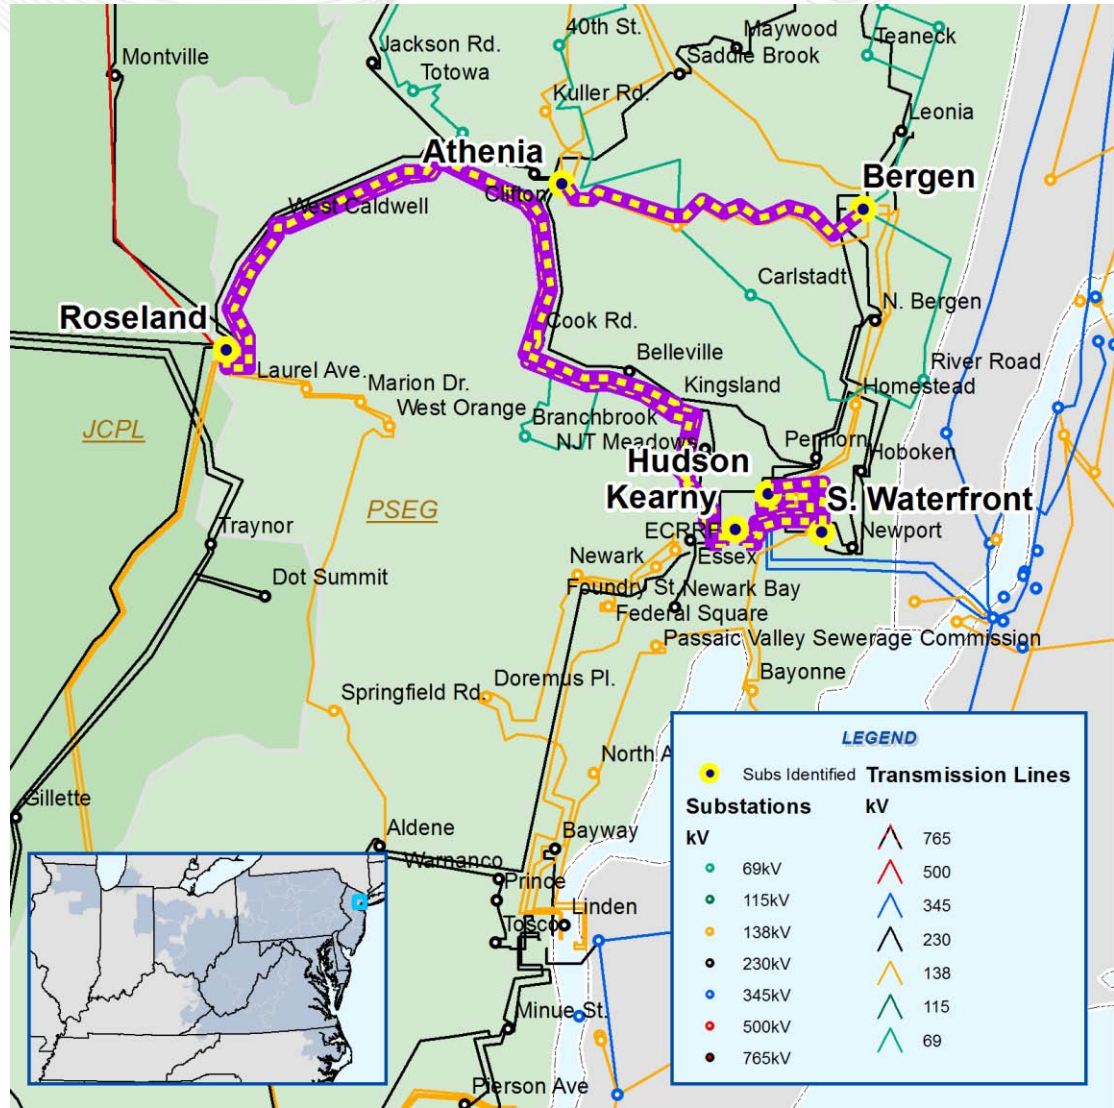 40th St.
Maywood
Teaneck
Montville
Jackson Rd.
Saddle Brook
Totowa
Kuller Rd.
Leonia
Athenia
Bergen
Clifton
West Caldwell
Carlstadt
N. Bergen
Roseland
Cook Rd.
Belleville
River Road
Laurel Ave.
Kingsland
Homestead
Marion Dr.
West Orange
Branchbrook
JCPL
NJT Meadows
Penhorn
Hoboken
Hudson
Kearny
S. Waterfront
PSEG
Traynor
ECRRF
Newport
Newark
Essex
Dot Summit
Foundry St.
Newark Bay
Federal Square
Passaic Valley Sewerage Commission
Doremus Pl.
Bayonne
Springfield Rd.
North A
Gillette
Aldene
Bayway
Warinanco
Prince
Linden
Tosco
Minue St.
Pierson Ave
LEGEND
Subs Identified
Transmission Lines
Substations
kV
kV
765
69kV
500
115kV
345
138kV
230
230kV
138
345kV
115
500kV
69
765kV